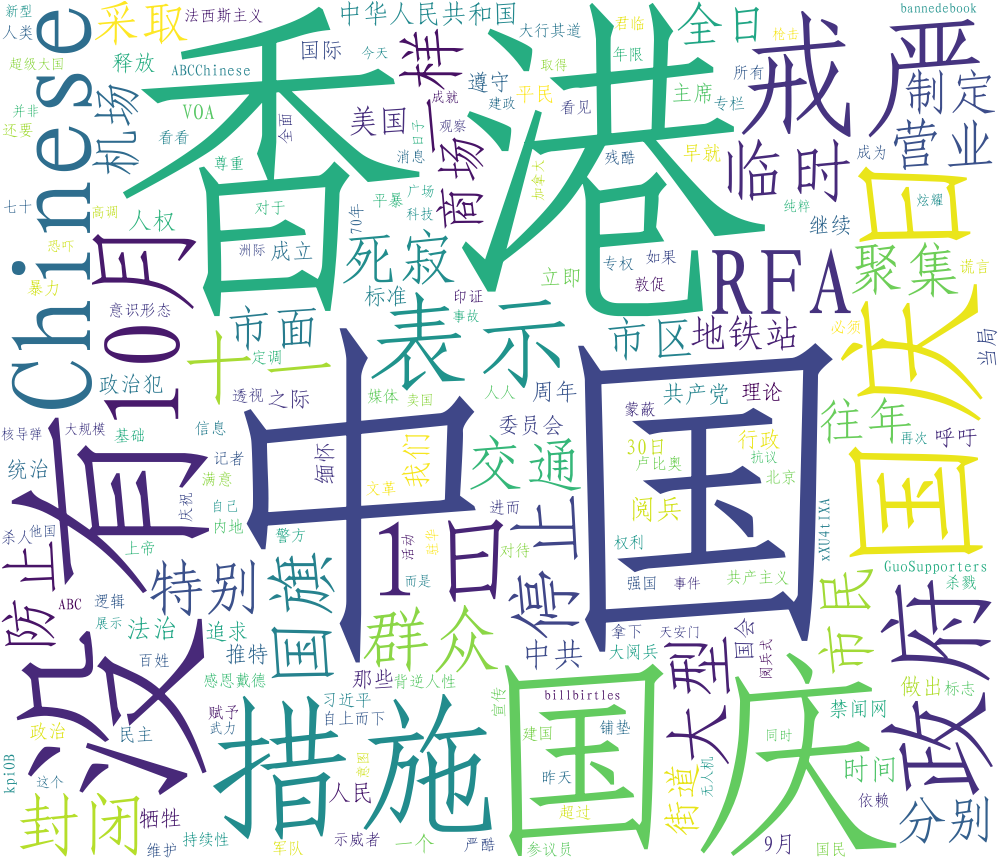 新型
人类
超级大国
并非
还要
采取
法西斯主义
释放
ABCChinese
VOA
看看
尊重
香港
全面
中华人民共和国
国际
今天
美国
成就
消息
日子
观察
一样
商场
大行其道
遵守
平民
建政
广场
科技
平暴
君临
取得
看见
年限
残酷
加拿大
全日
主席
专栏
早就
戒严
枪击
所有
临时
纯粹
继续
成为
bannedebook
制定
营业
炫耀
Chinese
机场
七十
高调
恐吓
暴力
人权
对于
洲际
成立
70年
死寂
标准
印证
事故
立即
专权
如果
敦促
RFA
聚集
谎言
国庆日
必须
当局
10月
意识形态
市面
十一
定调
表示
市区
地铁站
政治犯
透视
之际
媒体
卖国
人人
周年
委员会
共产党
理论
蒙蔽
往年
再次
呼吁
核导弹
大规模
基础
信息
记者
满意
统治
没有
庆祝
自己
内地
中国
缅怀
文革
我们
交通
30日
卢比奥
行政
抗议
北京
阅兵
xXU4tIXA
杀人
他国
上帝
警方
1日
活动
进而
对待
停止
权利
强国
事件
共产主义
GuoSupporters
杀戮
防止
ABC
逻辑
展示
特别
国旗
而是
群众
中共
拿下
天安门
大阅兵
国会
阅兵式
市民
政府
法治
追求
百姓
推特
感恩戴德
那些
背逆人性
大型
billbirtles
做出
标志
禁闻网
政治
民主
赋予
武力
习近平
自上而下
宣传
建国
铺垫
同时
kpiOB
这个
措施
意图
国庆
昨天
无人机
时间
依赖
封闭
牺牲
人民
超过
街道
分别
维护
持续性
军队
示威者
一个
严酷
参议员
9月
国民